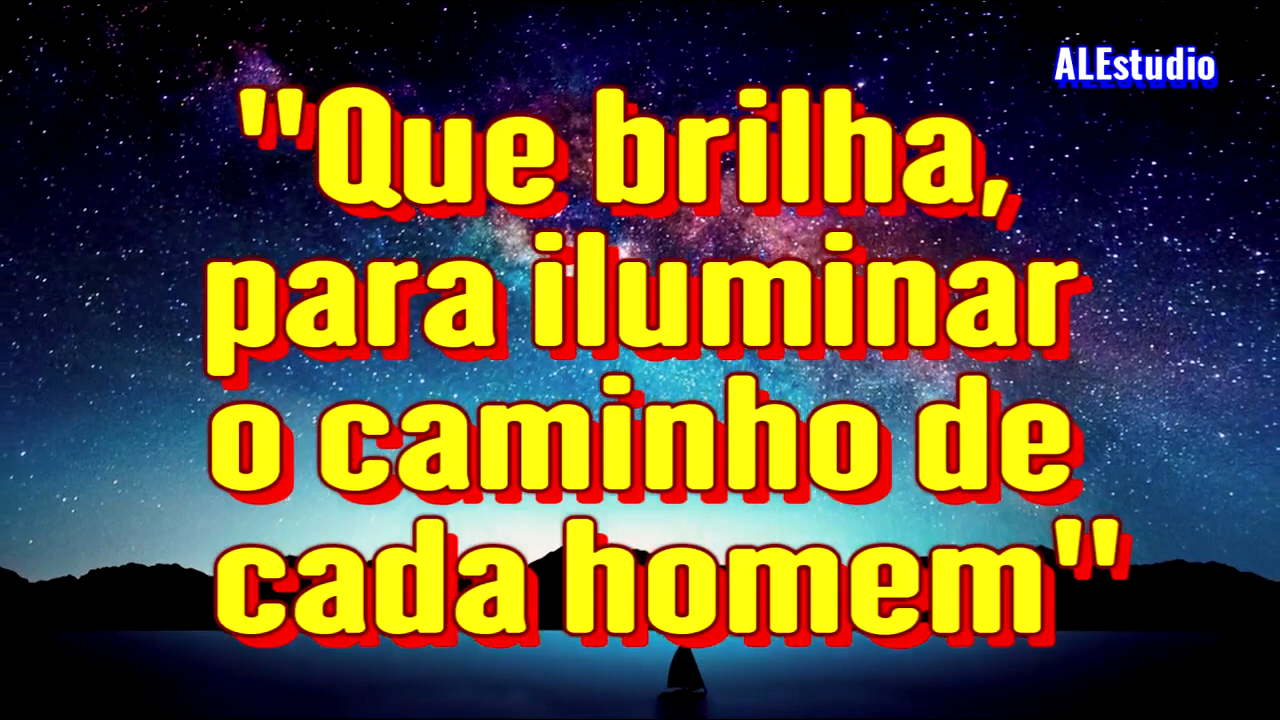 ALEstudio
"Que brilha,
para iluminar
o caminho de
cada homem"